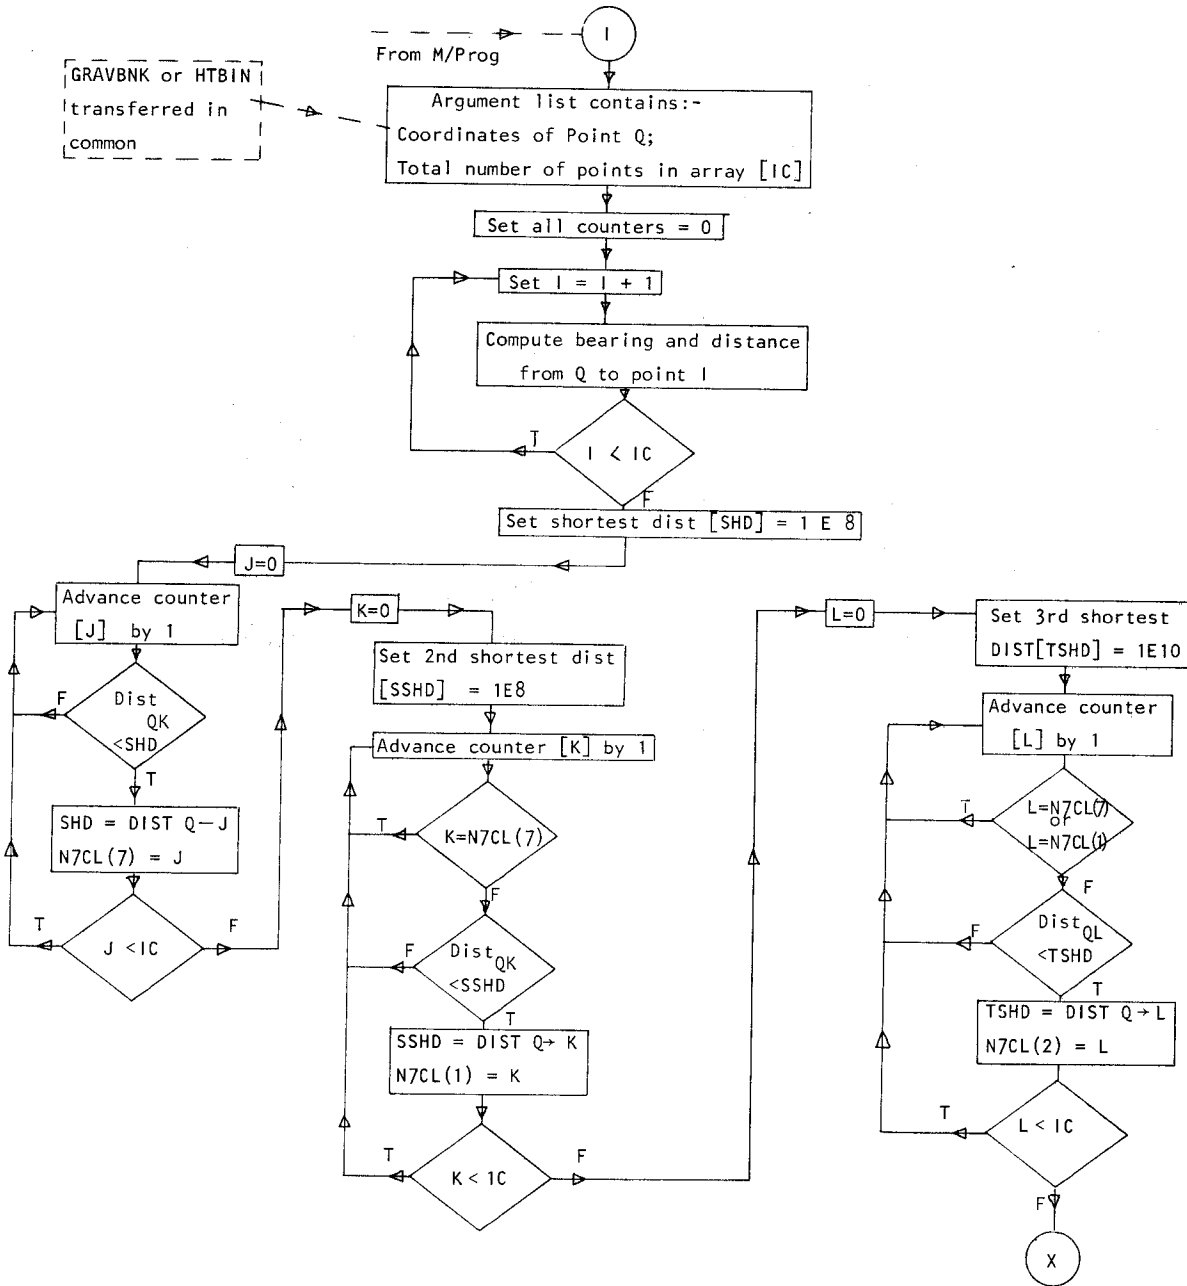 I
From M/Prog
GRAVBNK or HTBIN
transferred in
common
Argument list contains:-
Coordinates of Point Q;
Total number of points in array [IC]
Set all counters = 0
Set I = I + 1
Compute bearing and distance
from Q to point I
T
I < IC
F
Set shortest dist [SHD] = 1 E 8
J=0
Advance counter
[J] by 1
F
Dist
QK
<SHD
T
SHD = DIST Q—J
N7CL(7) = J
T
J <IC
F
K=0
Set 2nd shortest dist
[SSHD] = 1E8
Advance counter [K] by 1
T
K=N7CL(7)
F
F
Dist QK
<SSHD
T
SSHD = DIST Q→ K
N7CL(1) = K
T
K < 1C
F
L=0
Set 3rd shortest
DIST[TSHD] = 1E10
Advance counter
[L] by 1
T
L=N7CL(7)
or
L=N7CL(1)
F
F
Dist QL
<TSHD
T
TSHD = DIST Q→L
N7CL(2) = L
T
L < IC
F
X